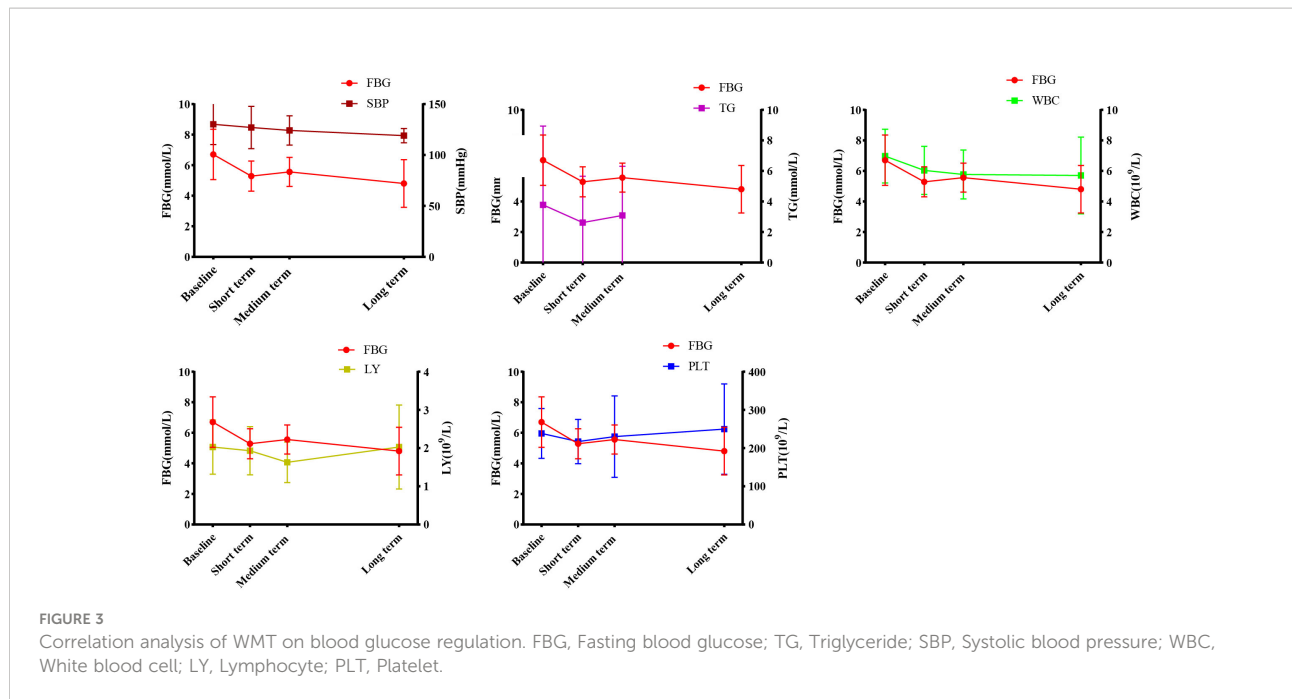 FBG
SBP
10
8
6
4
2
0
FBG(mmol/L)
150
100
50
0
SBP(mmHg)
Baseline
Short term
Medium term
Long term
FBG
TG
10
4
2
0
FBG(mm
10
8
6
4
2
0
TG(mmol/L)
Baseline
Short term
Medium term
Long term
FBG
WBC
10
8
6
4
2
0
FBG(mmol/L)
10
8
6
4
2
0
WBC(10⁹/L)
Baseline
Short term
Medium term
Long term
FBG
LY
10
8
6
4
2
0
FBG(mmol/L)
4
3
2
1
0
LY(10⁹/L)
Baseline
Short term
Medium term
Long term
FBG
PLT
10
8
6
4
2
0
FBG(mmol/L)
400
300
200
100
0
PLT(10⁹/L)
Baseline
Short term
Medium term
Long term
FIGURE 3
Correlation analysis of WMT on blood glucose regulation. FBG, Fasting blood glucose; TG, Triglyceride; SBP, Systolic blood pressure; WBC,
White blood cell; LY, Lymphocyte; PLT, Platelet.